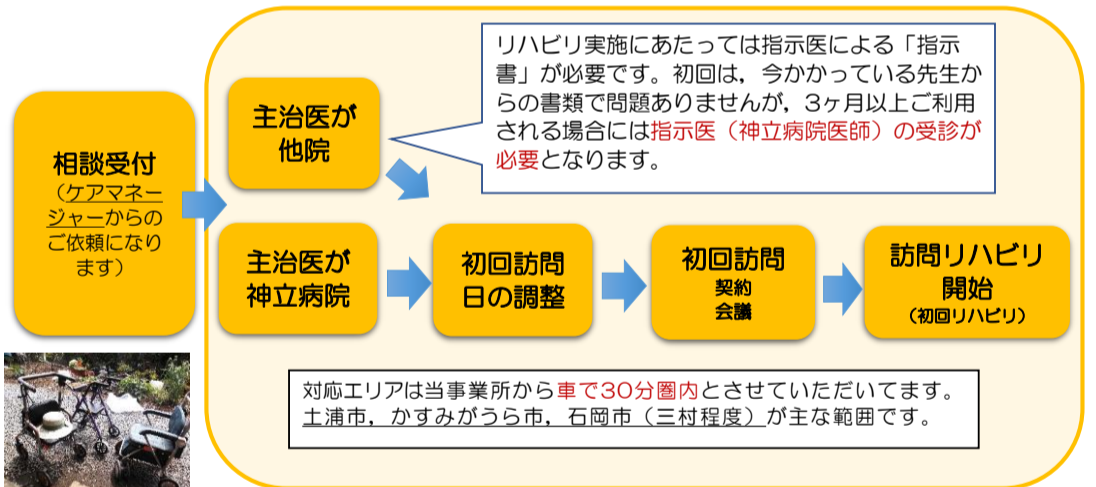 相談受付
（ケアマネー
ジャーからの
ご依頼になり
ます）
主治医が
他院
リハビリ実施にあたっては指示医による「指示
書」が必要です。初回は，今かかっている先生か
らの書類で問題ありませんが，3ヶ月以上ご利用
される場合には指示医（神立病院医師）の受診が
必要となります。
主治医が
神立病院
初回訪問
日の調整
初回訪問
契約
会議
訪問リハビリ
開始
（初回リハビリ）
対応エリアは当事業所から車で30分圏内とさせていただいてます。
土浦市，かすみがうら市，石岡市（三村程度）が主な範囲です。